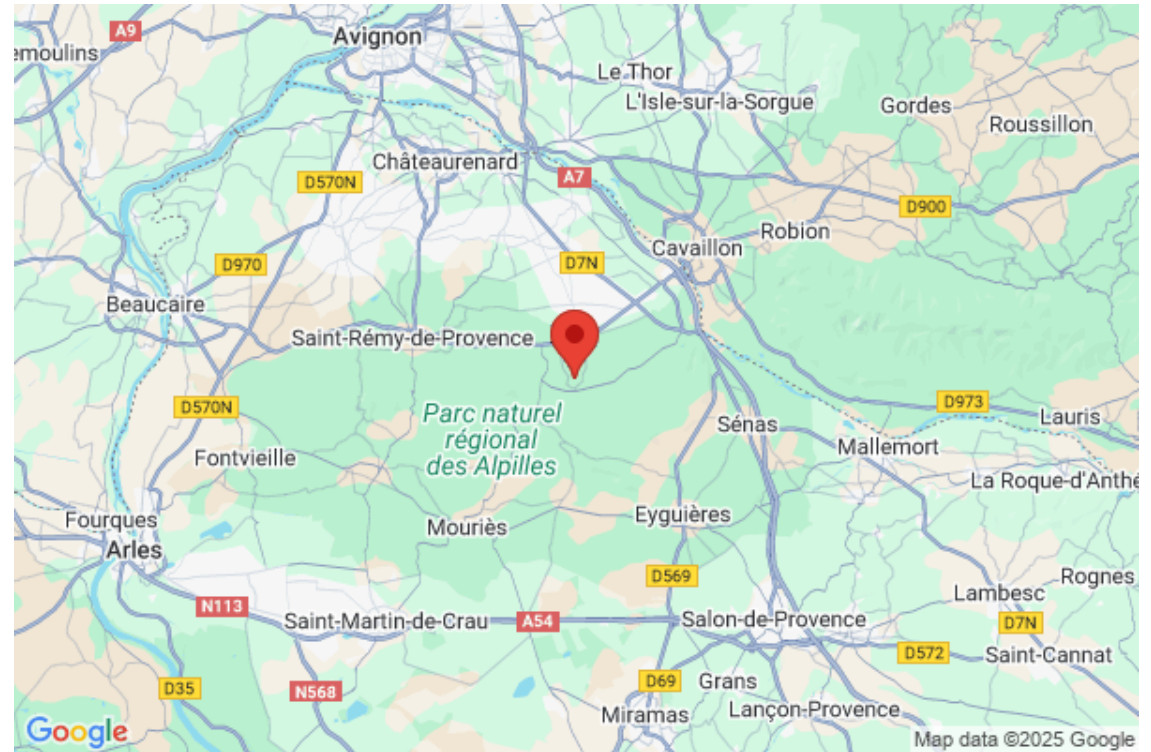 A9
Avignon
emoulins
Le Thor
L'Isle-sur-la-Sorgue
Gordes
Roussillon
Châteaurenard
A7
D570N
D900
Robion
Cavaillon
D970
D7N
Beaucaire
Saint-Rémy-de-Provence
D570N
Parc naturel
régional
des Alpilles
D973
Lauris
Sénas
Mallemort
Fontvieille
La Roque-d'Anthé
Fourques
Arles
Mouriès
Eyguières
D569
Rognes
Lambesc
N113
Saint-Martin-de-Crau
A54
Salon-de-Provence
D7N
D572
Saint-Cannat
D35
N568
D69
Grans
Miramas
Lançon-Provence
Google
Map data ©2025 Google